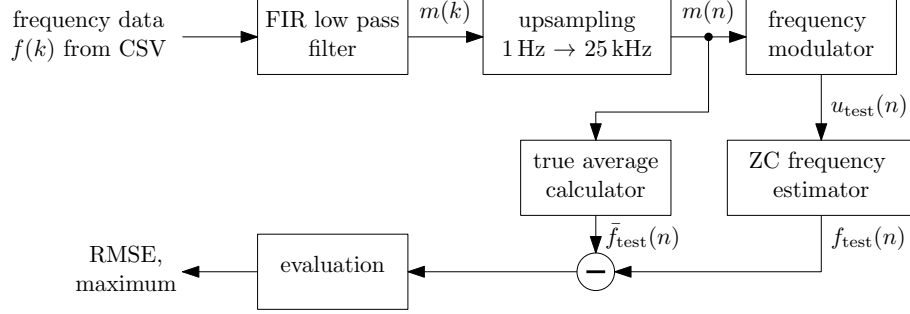 frequency data
f(k) from CSV
FIR low pass
filter
m(k)
upsampling
1 Hz → 25 kHz
m(n)
frequency
modulator
u_test(n)
true average
calculator
ZC frequency
estimator
f̄_test(n)
f_test(n)
RMSE,
maximum
evaluation
−